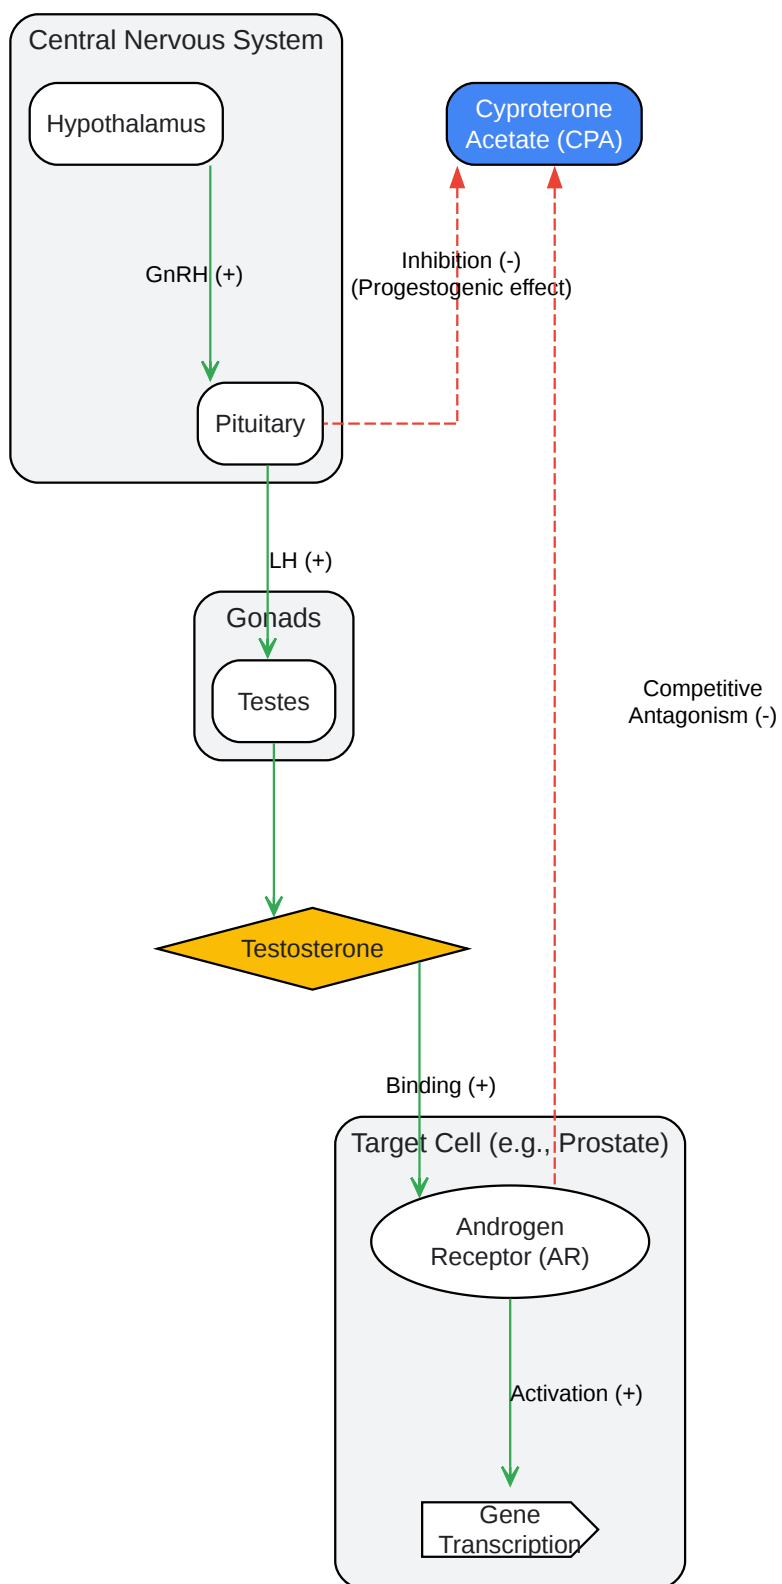 Central Nervous System
Hypothalamus
Cyproterone
Acetate (CPA)
GnRH (+)
Inhibition (-)
(Progestogenic effect)
Pituitary
LH (+)
Gonads
Testes
Competitive
Antagonism (-)
Testosterone
Binding (+)
Target Cell (e.g., Prostate)
Androgen
Receptor (AR)
Activation (+)
Gene
Transcription